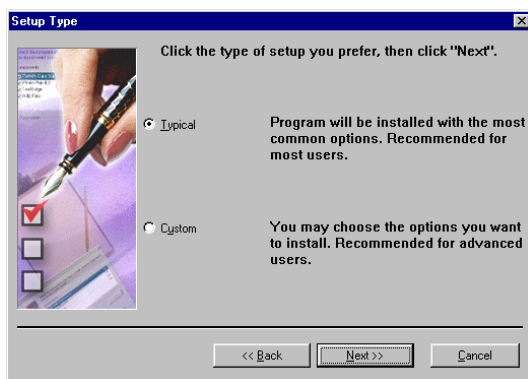 Setup Type
Click the type of setup you prefer, then click "Next".
Typical
Program will be installed with the most
common options. Recommended for
most users.
Custom
You may choose the options you want
to install. Recommended for advanced
users.
<< Back
Next >>
Cancel